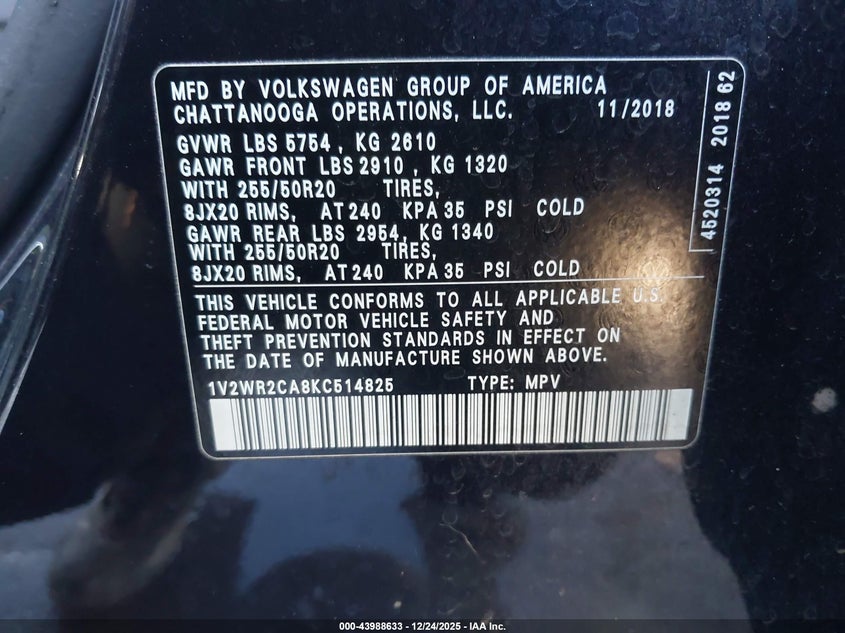 MFD BY VOLKSWAGEN GROUP OF AMERICA
CHATTANOOGA OPERATIONS, LLC. 11/2018
GVWR LBS 5754 , KG 2610
GAWR FRONT LBS 2910 , KG 1320
WITH 255/50R20 TIRES,
8JX20 RIMS, AT 240 KPA 35 PSI COLD
GAWR REAR LBS 2954, KG 1340
WITH 255/50R20 TIRES,
8JX20 RIMS, AT 240 KPA 35 PSI COLD
THIS VEHICLE CONFORMS TO ALL APPLICABLE U.S.
FEDERAL MOTOR VEHICLE SAFETY AND
THEFT PREVENTION STANDARDS IN EFFECT ON
THE DATE OF MANUFACTURE SHOWN ABOVE.
1V2WR2CA8KC514825 TYPE: MPV
4520314 2018 62
000-43988633 - 12/24/2025 - IAA Inc.